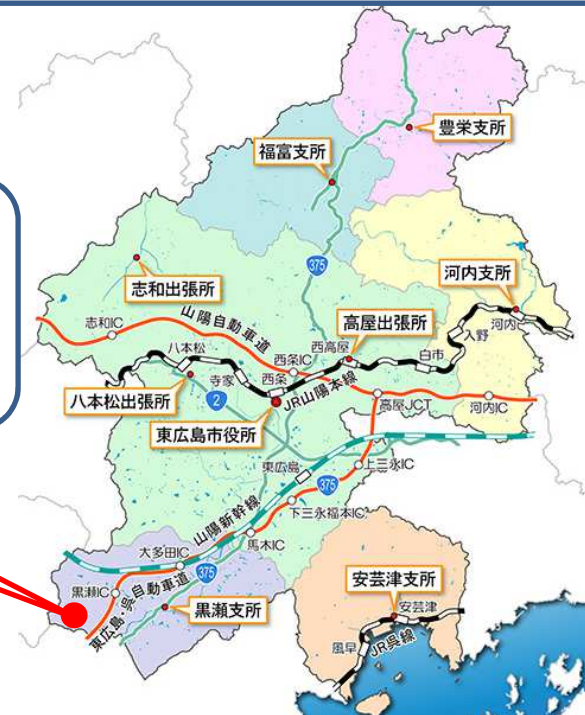 豊栄支所
福富支所
375
河内支所
志和出張所
山陽自動車道
高屋出張所
河内
入野
志和IC
八本松
西条IC
西高屋
白市
寺家
西条
JR山陽本線
八本松出張所
2
高屋JCT
河内IC
東広島市役所
東広島
上三永IC
375
山陽新幹線
下三永福本IC
馬木IC
大多田IC
375
安芸津支所
黒瀬IC
東広島・呉自動車道
黒瀬支所
安芸津
風早
JR呉線